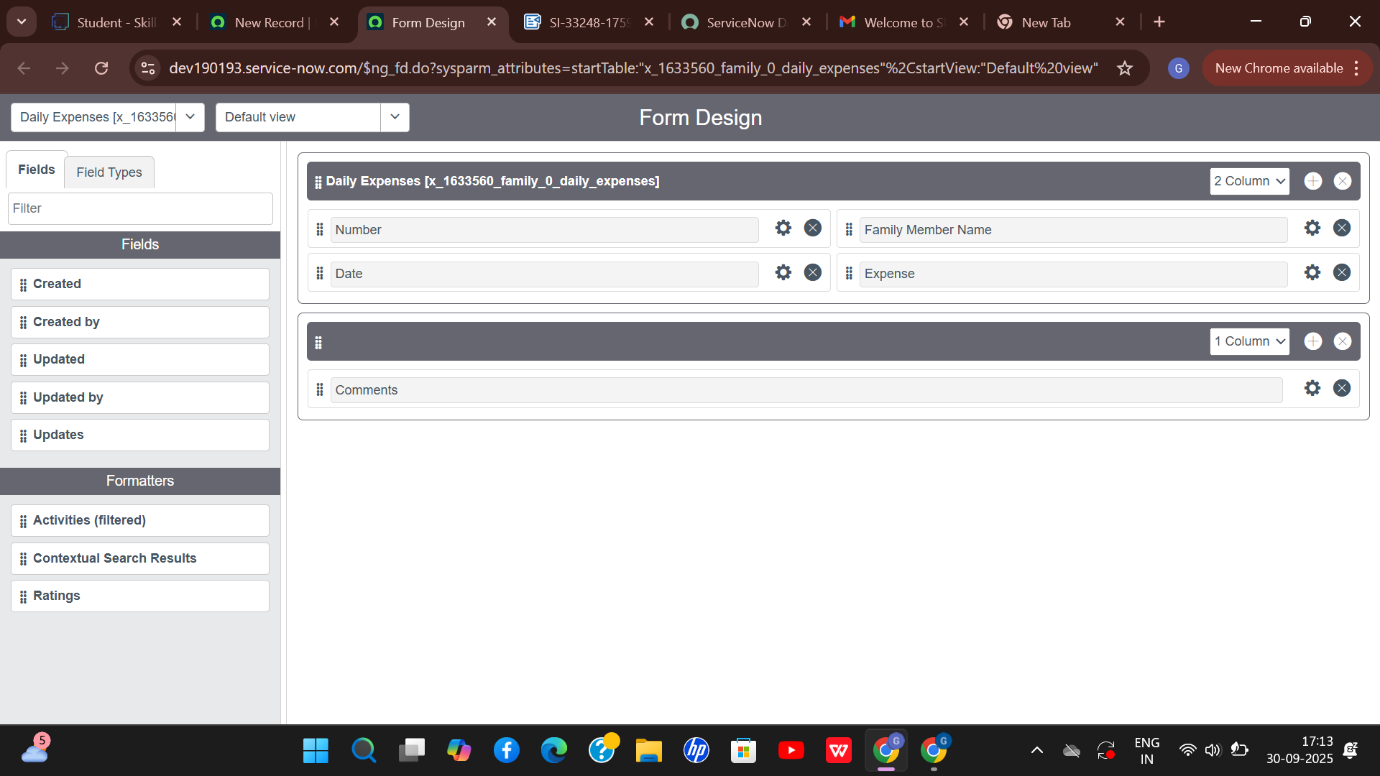 Student - Skill
New Record |
Form Design
SI-33248-175
ServiceNow D
Welcome to S
New Tab
dev190193.service-now.com/$ng_fd.do?sysparm_attributes=startTable:"x_1633560_family_0_daily_expenses"%2CstartView:"Default%20view"
G
New Chrome available
Daily Expenses [x_163356
Default view
Form Design
Fields
Field Types
Filter
Fields
Created
Created by
Updated
Updated by
Updates
Formatters
Activities (filtered)
Contextual Search Results
Ratings
Daily Expenses [x_1633560_family_0_daily_expenses]
2 Column
Number
Family Member Name
Date
Expense
1 Column
Comments
5
hp
W
G
G
ENG
IN
17:13
30-09-2025